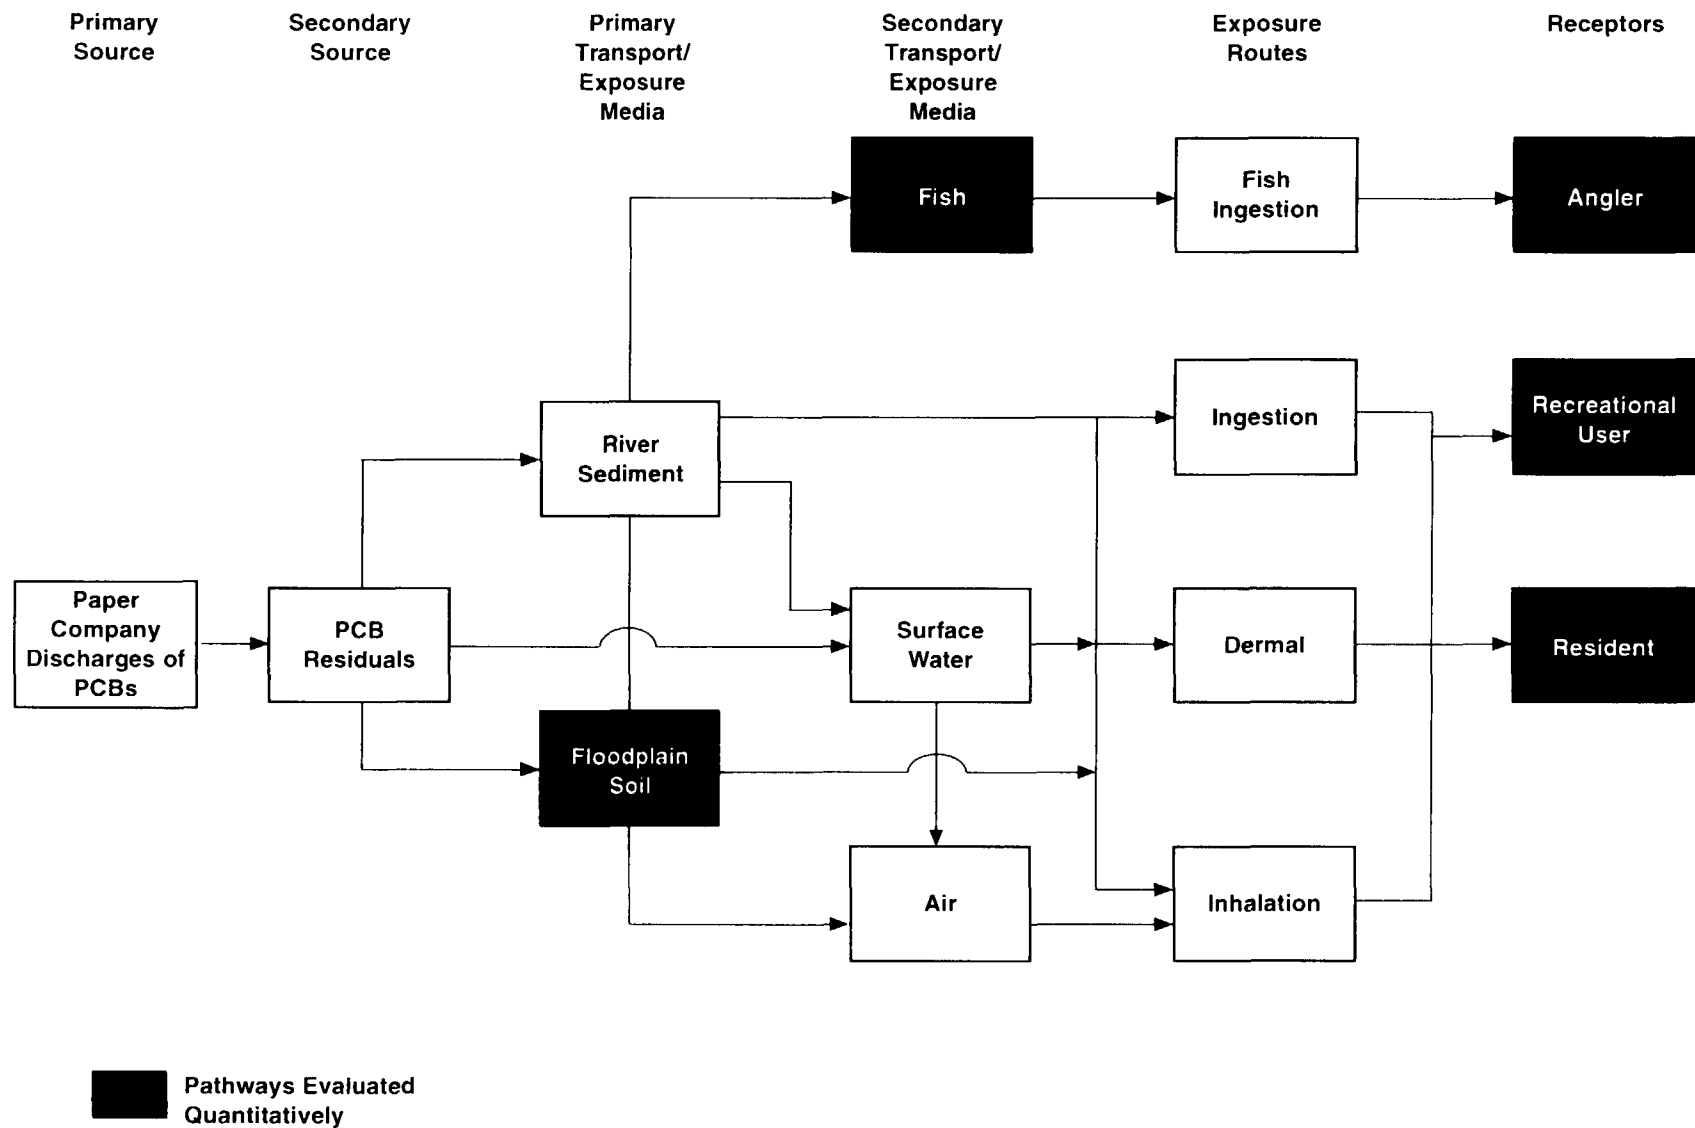 Primary
Source
Secondary
Source
Primary
Transport/
Exposure
Media
Secondary
Transport/
Exposure
Media
Exposure
Routes
Receptors
Fish
Fish
Ingestion
Angler
River
Sediment
Ingestion
Recreational
User
Paper
Company
Discharges of
PCBs
PCB
Residuals
Surface
Water
Dermal
Resident
Floodplain
Soil
Air
Inhalation
Pathways Evaluated
Quantitatively